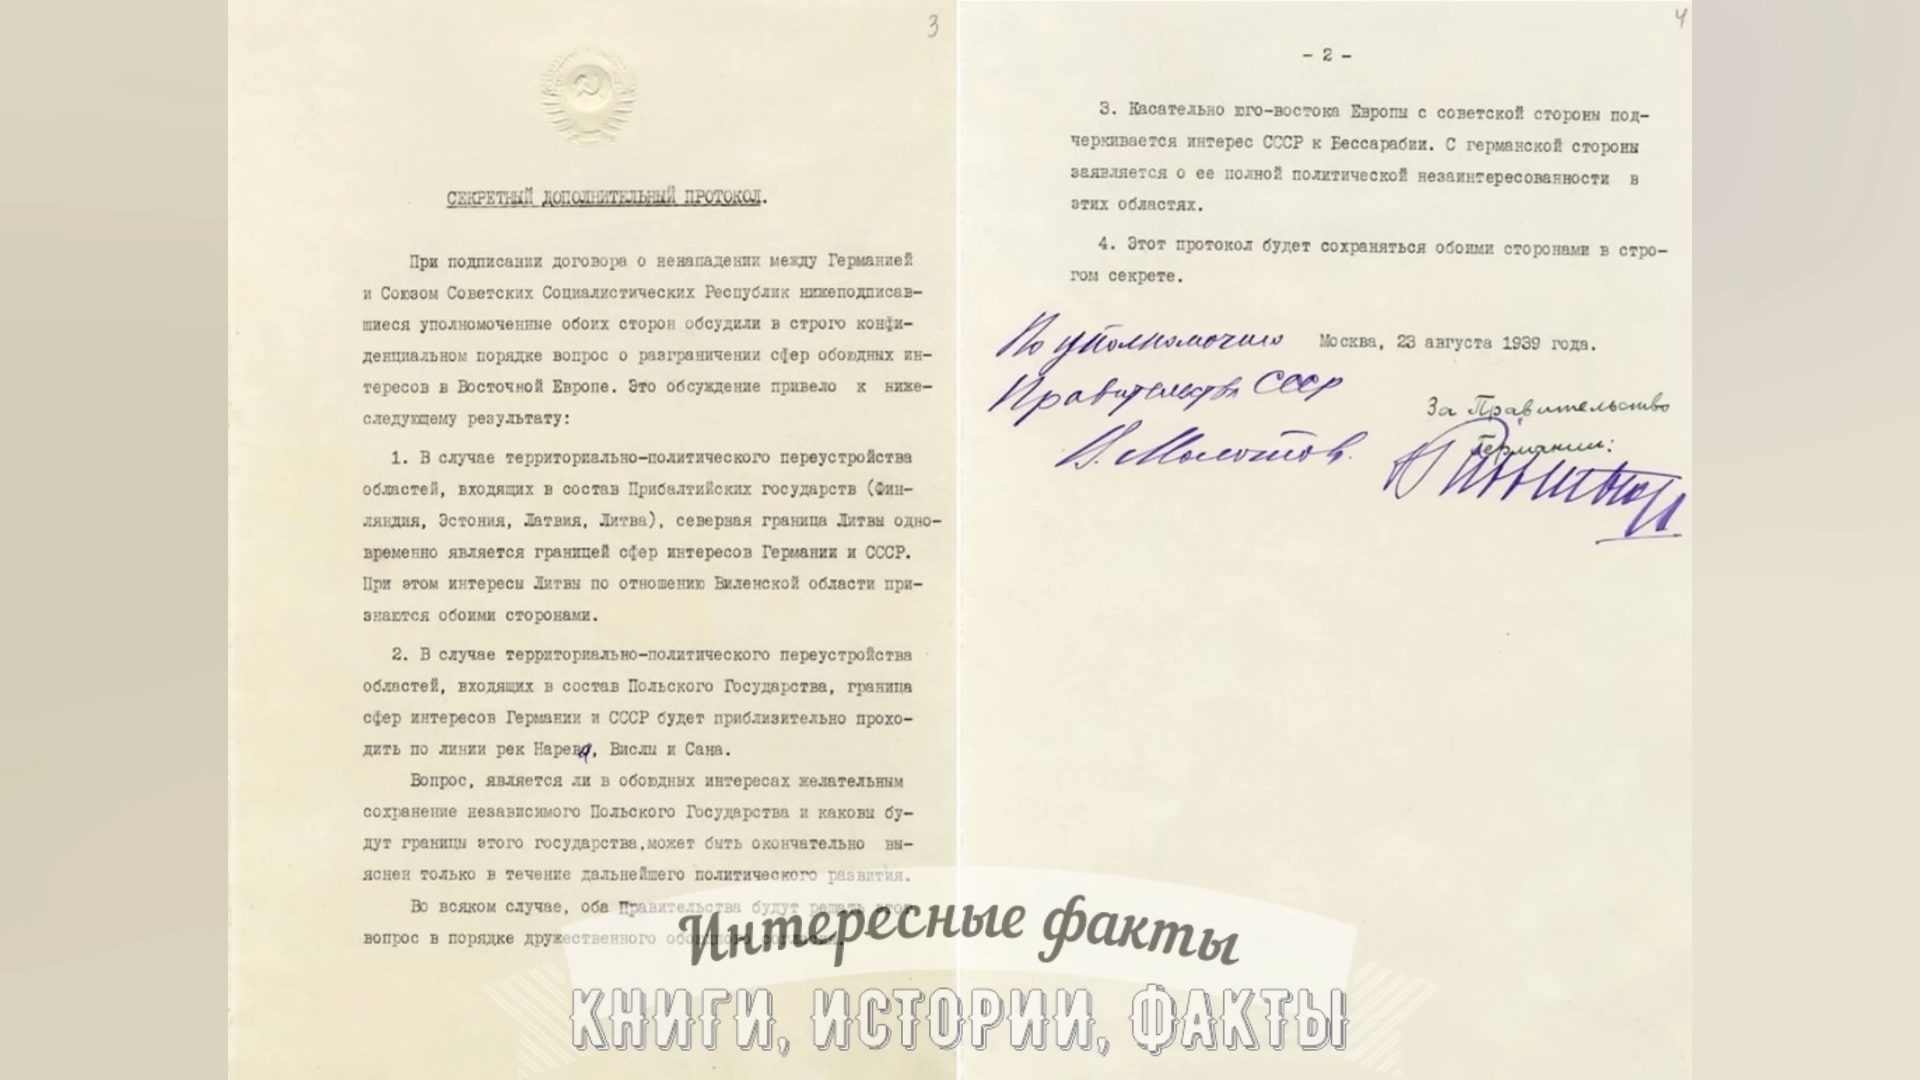 3
СЕКРЕТНЫЙ ДОПОЛНИТЕЛЬНЫЙ ПРОТОКОЛ.
При подписании договора о ненападении между Германией
и Союзом Советских Социалистических Республик нижеподписав-
шиеся уполномоченные обоих сторон обсудили в строго конфи-
денциальном порядке вопрос о разграничении сфер обоюдных ин-
тересов в Восточной Европе. Это обсуждение привело к ниже-
следующему результату:
1. В случае территориально-политического переустройства
областей, входящих в состав Прибалтийских государств (Фин-
ляндия, Эстония, Латвия, Литва), северная граница Литвы одно-
временно является границей сфер интересов Германии и СССР.
При этом интересы Литвы по отношению Виленской области при-
знаются обоими сторонами.
2. В случае территориально-политического переустройства
областей, входящих в состав Польского Государства, граница
сфер интересов Германии и СССР будет приблизительно прохо-
дить по линии рек Нарева, Вислы и Сана.
Вопрос, является ли в обоюдных интересах желательным
сохранение независимого Польского Государства и каковы бу-
дут границы этого государства, может быть окончательно вы-
яснен только в течение дальнейшего политического развития.
Во всяком случае, оба Правительства будут решать этот
вопрос в порядке дружественного обоюдного согласия.
4
- 2 -
3. Касательно юго-востока Европы с советской стороны под-
черкивается интерес СССР к Бессарабии. С германской стороны
заявляется о ее полной политической незаинтересованности в
этих областях.
4. Этот протокол будет сохраняться обоими сторонами в стро-
гом секрете.
Москва, 23 августа 1939 года.
По уполномочию
Правительства СССР
В. Молотов.
За Правительство
Германии:
Интересные факты
КНИГИ, ИСТОРИИ, ФАКТЫ